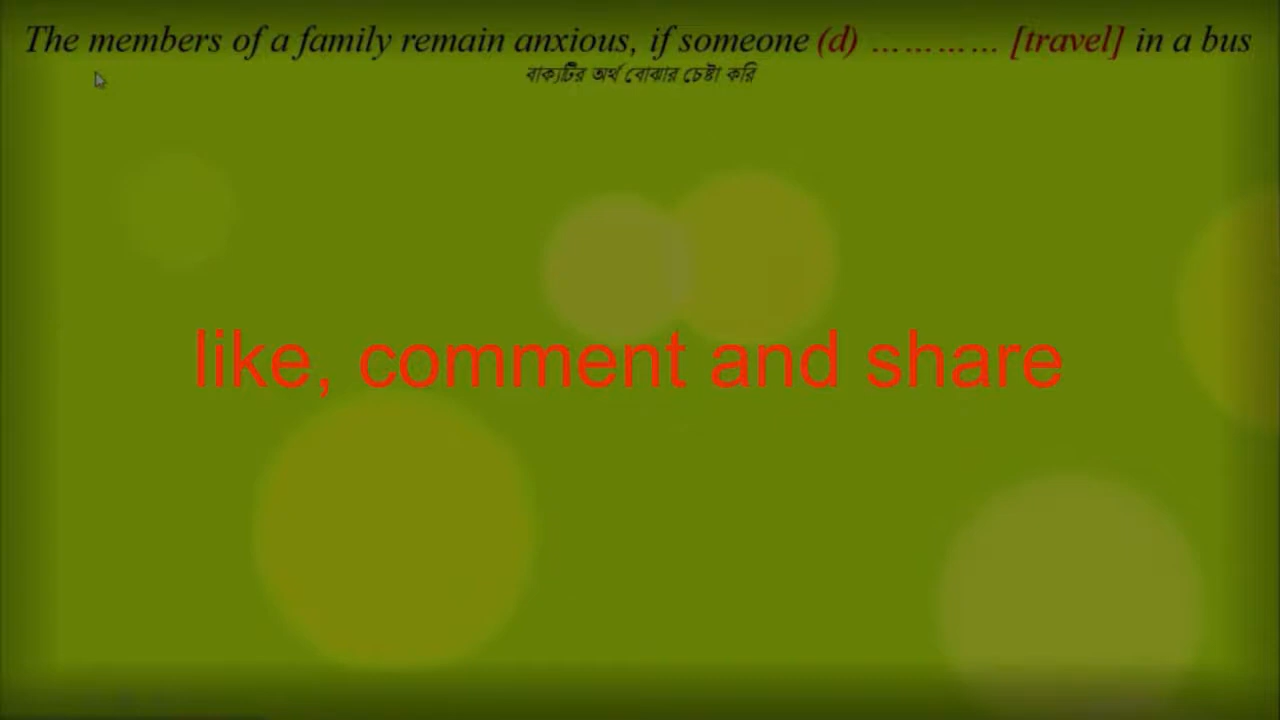 The members of a family remain anxious, if someone (d) ………… [travel] in a bus
বাক্যটির অর্থ বোঝার চেষ্টা করি
like, comment and share